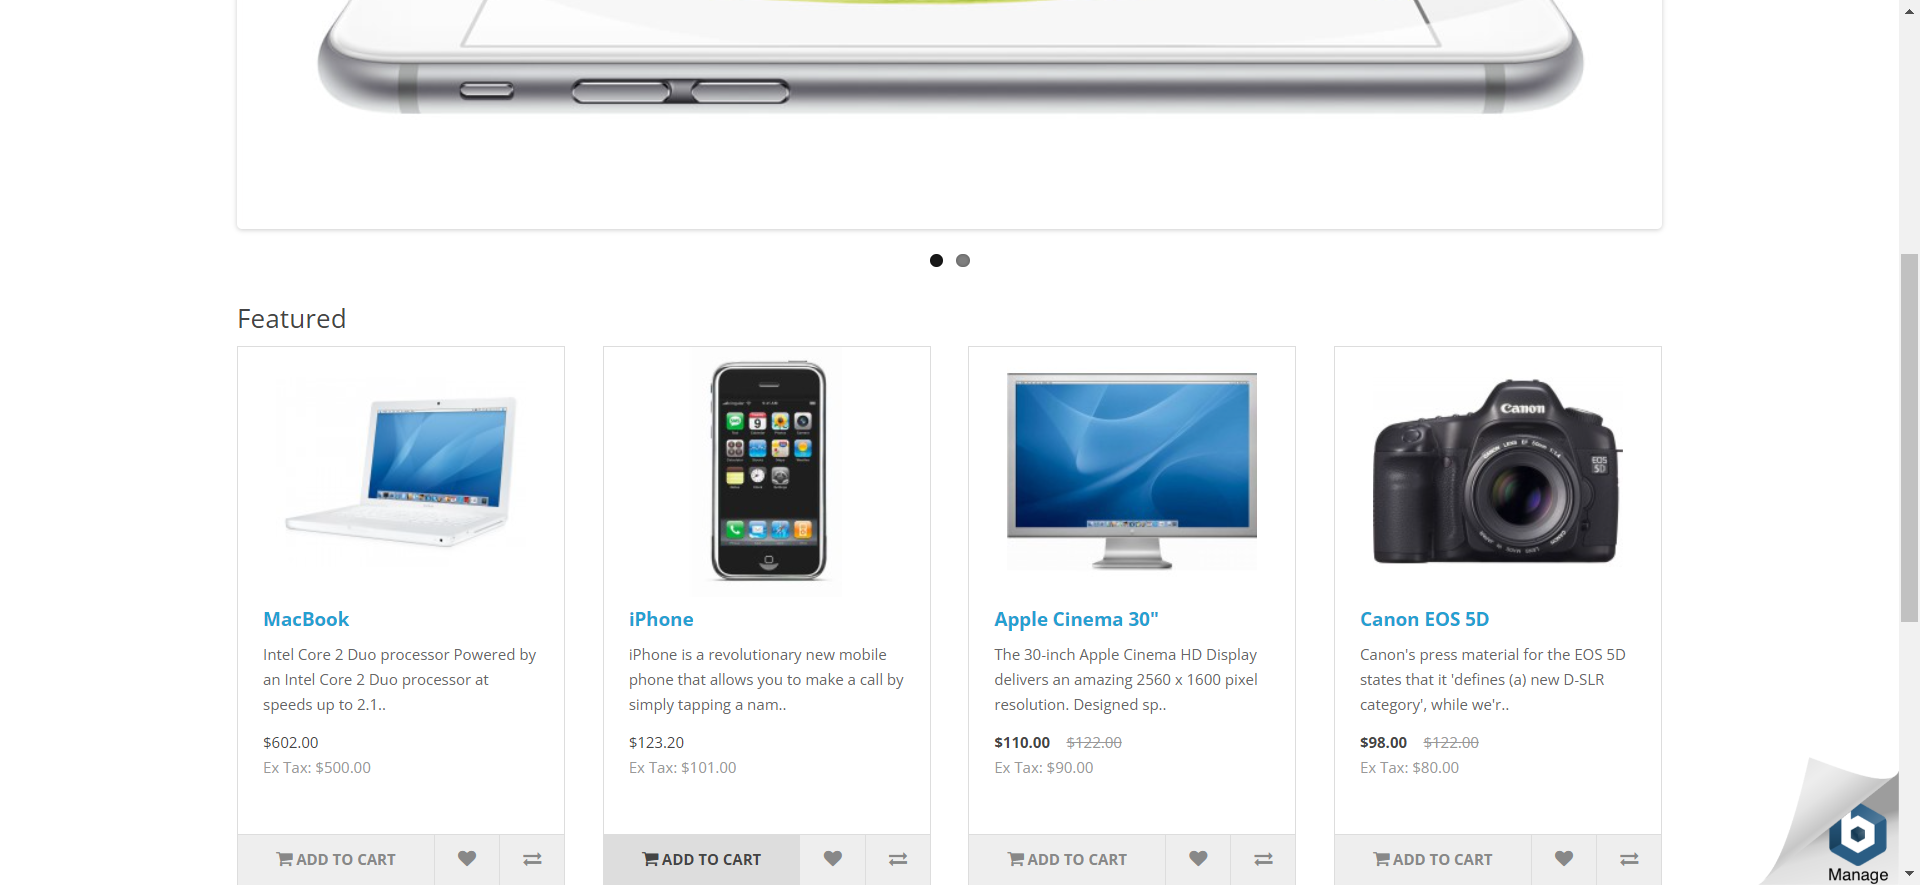 Featured
Canon
EOS
5D
MacBook
Intel Core 2 Duo processor Powered by
an Intel Core 2 Duo processor at
speeds up to 2.1..
$602.00
Ex Tax: $500.00
ADD TO CART
iPhone
iPhone is a revolutionary new mobile
phone that allows you to make a call by
simply tapping a nam..
$123.20
Ex Tax: $101.00
ADD TO CART
Apple Cinema 30"
The 30-inch Apple Cinema HD Display
delivers an amazing 2560 x 1600 pixel
resolution. Designed sp..
$110.00 $122.00
Ex Tax: $90.00
ADD TO CART
Canon EOS 5D
Canon's press material for the EOS 5D
states that it 'defines (a) new D-SLR
category', while we'r..
$98.00 $122.00
Ex Tax: $80.00
ADD TO CART
b
Manage